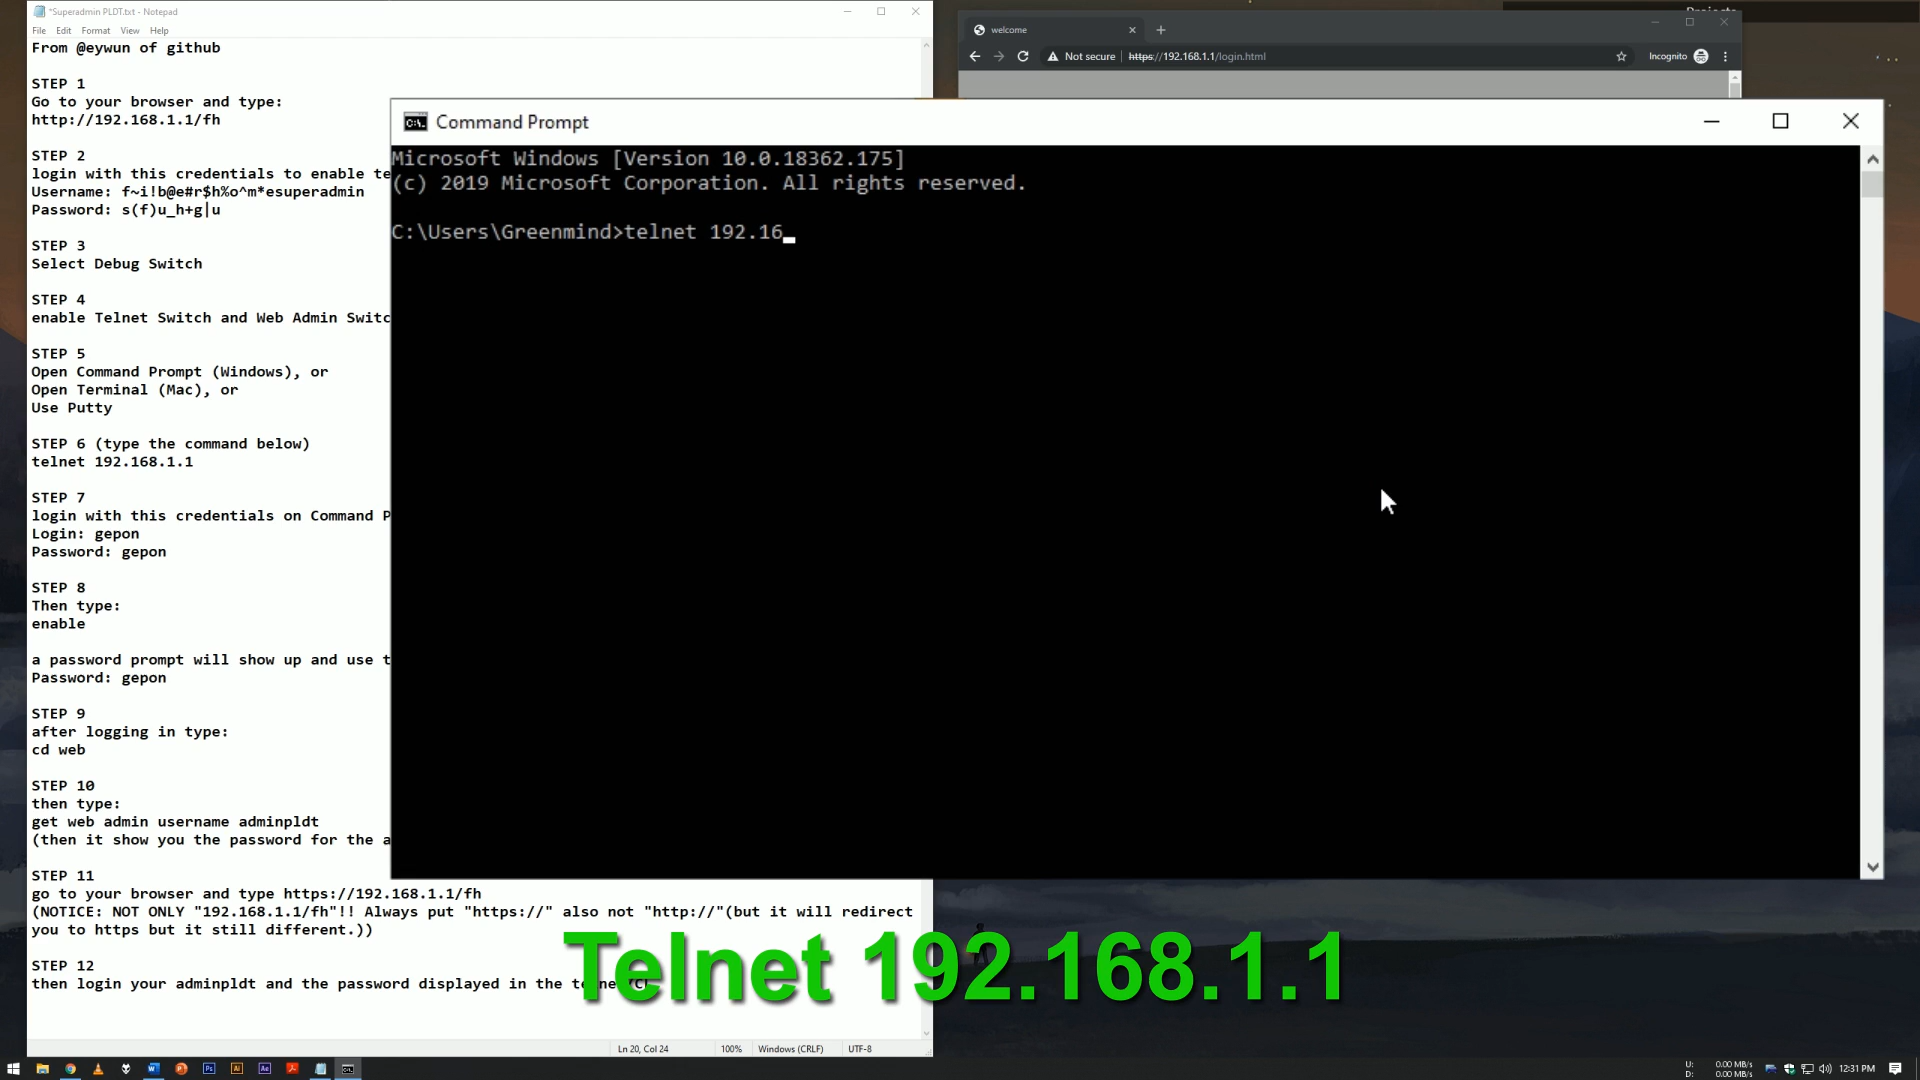 *Superadmin PLDT.txt - Notepad
File Edit Format View Help
From @eywun of github
STEP 1
Go to your browser and type:
http://192.168.1.1/fh
STEP 2
login with this credentials to enable te
Username: f~i!b@e#r$h%o^m*esuperadmin
Password: s(f)u_h+g|u
STEP 3
Select Debug Switch
STEP 4
enable Telnet Switch and Web Admin Switc
STEP 5
Open Command Prompt (Windows), or
Open Terminal (Mac), or
Use Putty
STEP 6 (type the command below)
telnet 192.168.1.1
STEP 7
login with this credentials on Command P
Login: gepon
Password: gepon
STEP 8
Then type:
enable
a password prompt will show up and use t
Password: gepon
STEP 9
after logging in type:
cd web
STEP 10
then type:
get web admin username adminpldt
(then it show you the password for the a
STEP 11
go to your browser and type https://192.168.1.1/fh
(NOTICE: NOT ONLY "192.168.1.1/fh"!! Always put "https://" also not "http://"(but it will redirect
you to https but it still different.))
STEP 12
then login your adminpldt and the password displayed in the
Ln 20, Col 24 100% Windows (CRLF) UTF-8
welcome
Not secure | https://192.168.1.1/login.html
Incognito
Command Prompt
Microsoft Windows [Version 10.0.18362.175]
(c) 2019 Microsoft Corporation. All rights reserved.
C:\Users\Greenmind>telnet 192.16_
Telnet 192.168.1.1
U: 0.00 MB/s
D: 0.00 MB/s
12:31 PM